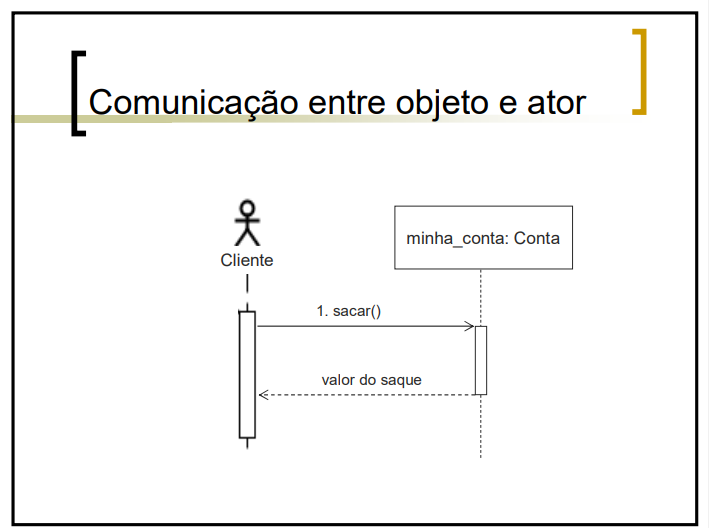 Comunicação entre objeto e ator
Cliente
minha_conta: Conta
1. sacar()
valor do saque